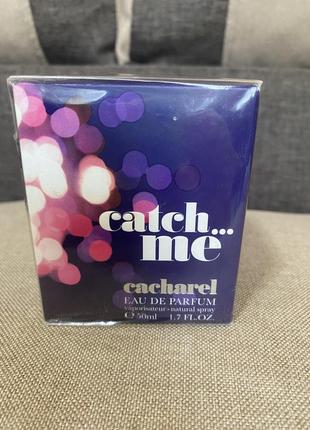 catch...
me
cacharel
EAU DE PARFUM
vaporisateur - natural spray
℮ 50ml 1.7 FL.OZ.